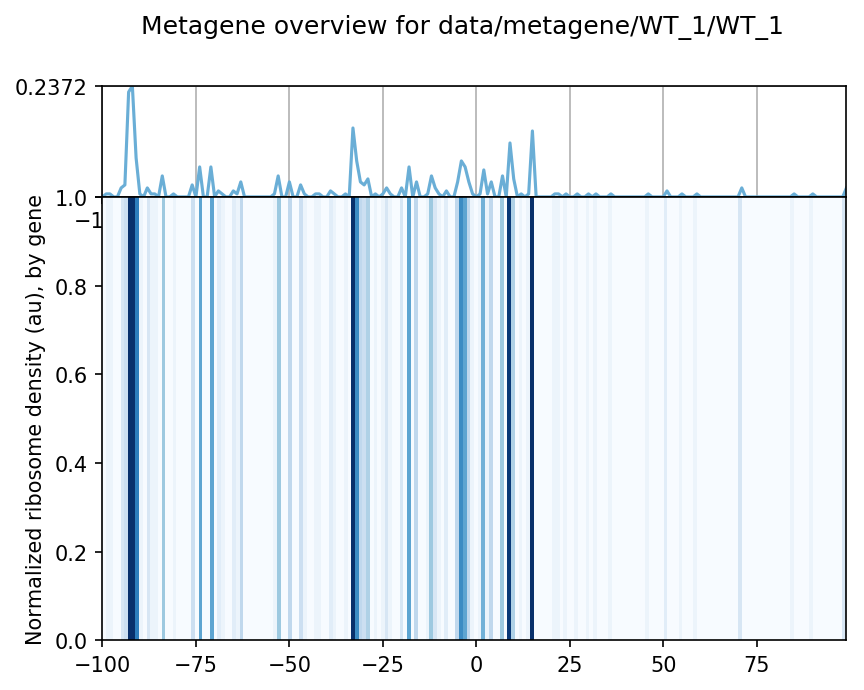 Metagene overview for data/metagene/WT_1/WT_1
0.2372
1.0
−1
0.8
0.6
0.4
0.2
0.0
Normalized ribosome density (au), by gene
−100 −75 −50 −25 0 25 50 75